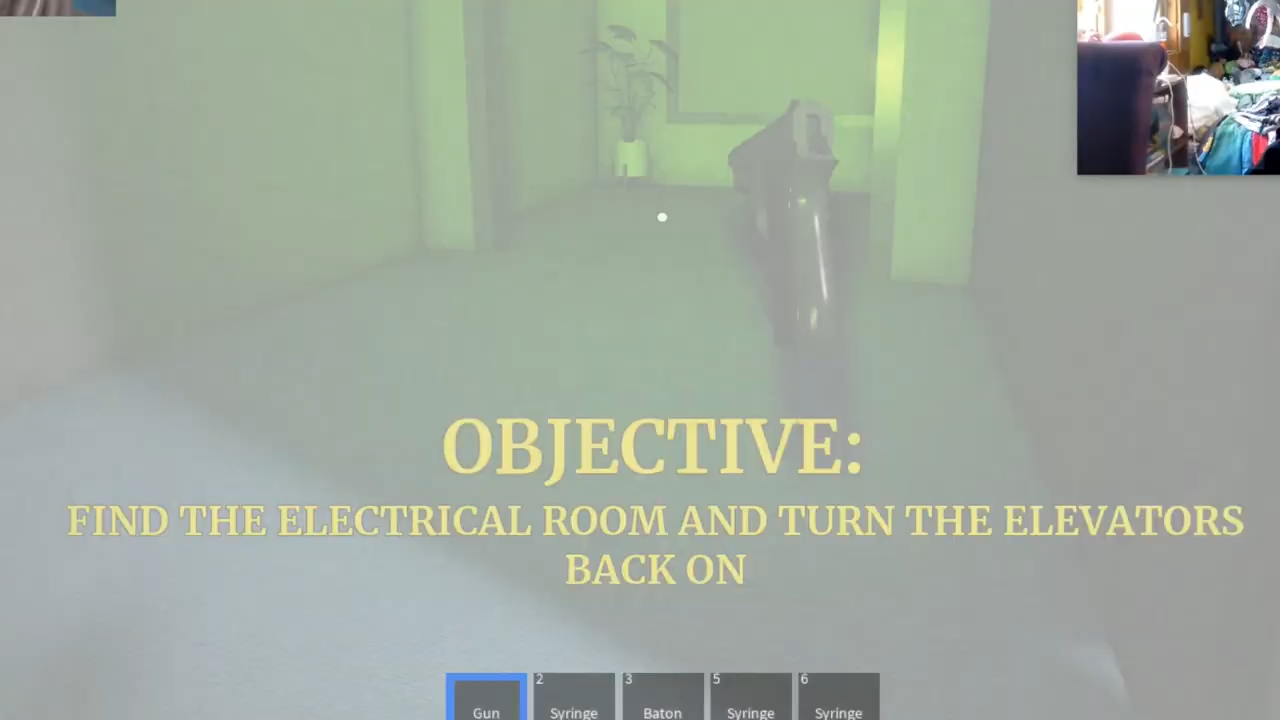 OBJECTIVE:
FIND THE ELECTRICAL ROOM AND TURN THE ELEVATORS
BACK ON
2
3
5
6
Gun
Syringe
Baton
Syringe
Syringe